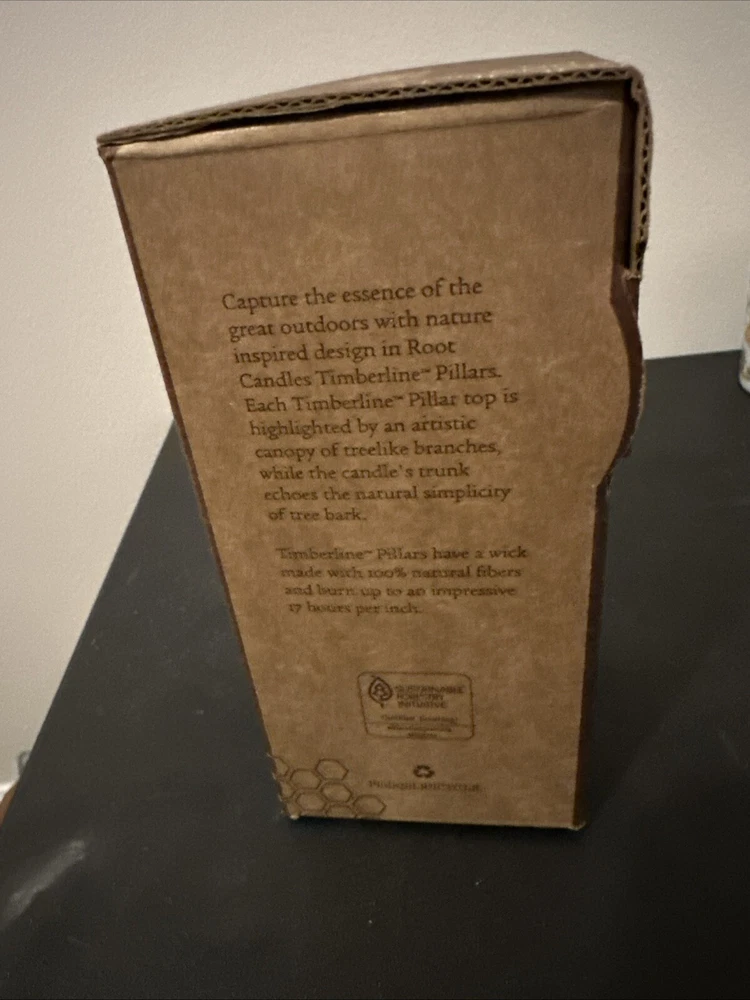 Capture the essence of the
great outdoors with nature
inspired design in Root
Candles Timberline™ Pillars.
Each Timberline™ Pillar top is
highlighted by an artistic
canopy of treelike branches,
while the candle's trunk
echoes the natural simplicity
of tree bark.
Timberline™ Pillars have a wick
made with 100% natural fibers
and burn up to an impressive
17 hours per inch.
SUSTAINABLE
FORESTRY
INITIATIVE